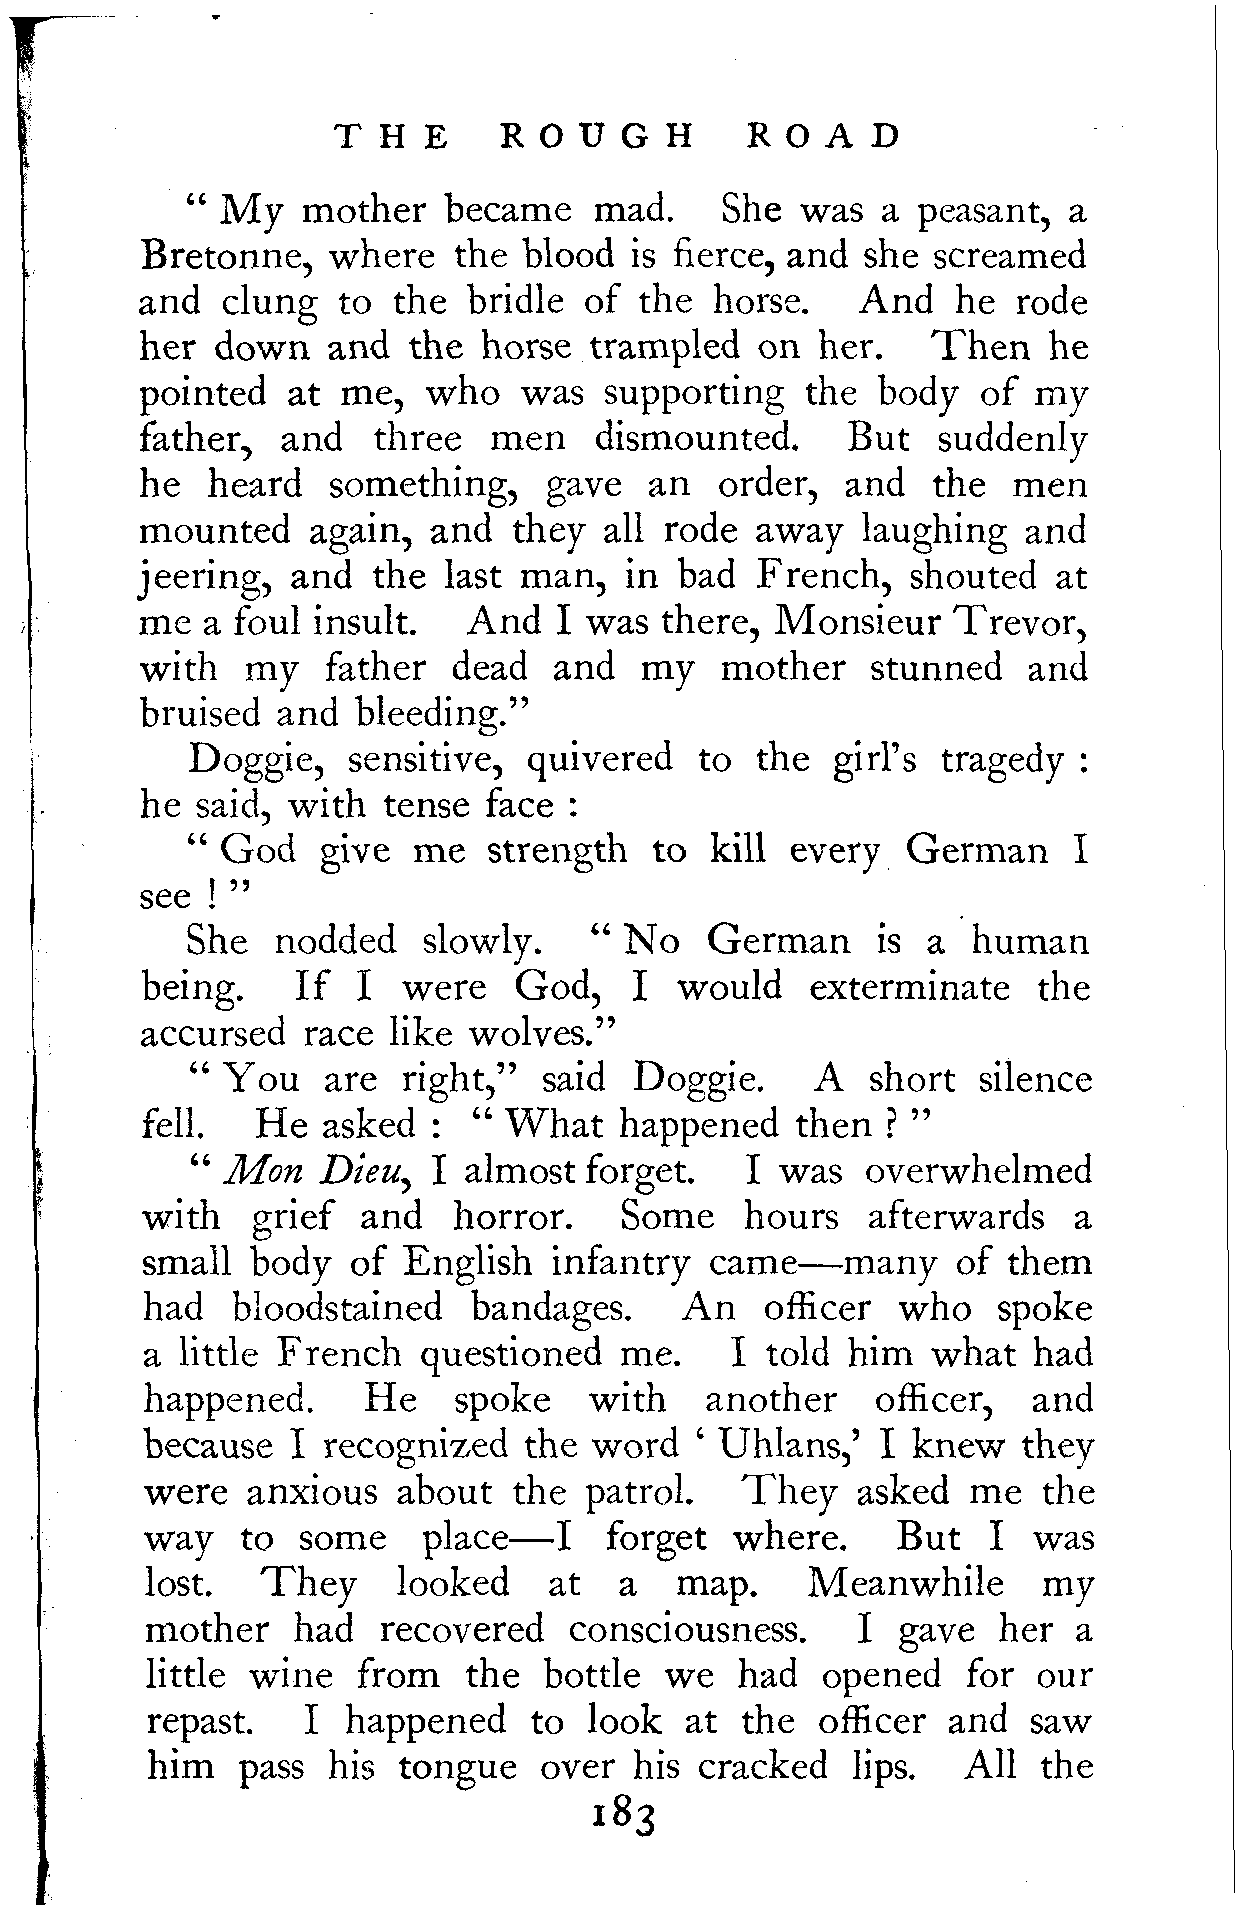 THE ROUGH ROAD
“ My mother became mad. She was a peasant, a
Bretonne, where the blood is fierce, and she screamed
and clung to the bridle of the horse. And he rode
her down and the horse trampled on her. Then he
pointed at me, who was supporting the body of my
father, and three men dismounted. But suddenly
he heard something, gave an order, and the men
mounted again, and they all rode away laughing and
jeering, and the last man, in bad French, shouted at
me a foul insult. And I was there, Monsieur Trevor,
with my father dead and my mother stunned and
bruised and bleeding.”
Doggie, sensitive, quivered to the girl’s tragedy :
he said, with tense face :
“ God give me strength to kill every German I
see ! ”
She nodded slowly. “ No German is a human
being. If I were God, I would exterminate the
accursed race like wolves.”
“ You are right,” said Doggie. A short silence
fell. He asked : “ What happened then ? ”
“ Mon Dieu, I almost forget. I was overwhelmed
with grief and horror. Some hours afterwards a
small body of English infantry came—many of them
had bloodstained bandages. An officer who spoke
a little French questioned me. I told him what had
happened. He spoke with another officer, and
because I recognized the word ‘ Uhlans,’ I knew they
were anxious about the patrol. They asked me the
way to some place—I forget where. But I was
lost. They looked at a map. Meanwhile my
mother had recovered consciousness. I gave her a
little wine from the bottle we had opened for our
repast. I happened to look at the officer and saw
him pass his tongue over his cracked lips. All the
183